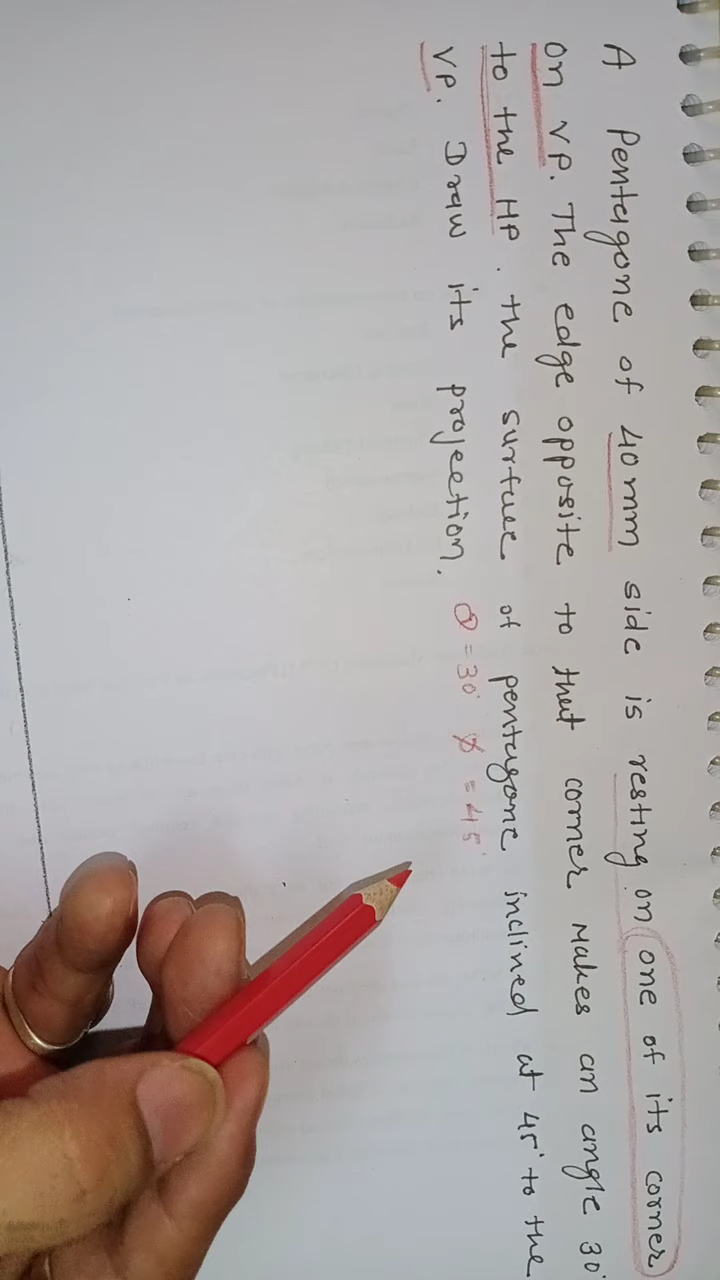 A Pentagone of 40mm side is resting on one of its corner
on VP. The edge opposite to that corner makes an angle 30°
to the HP. the surface of pentagone inclined at 45° to the
VP. Draw its projection. θ = 30° ϕ = 45°